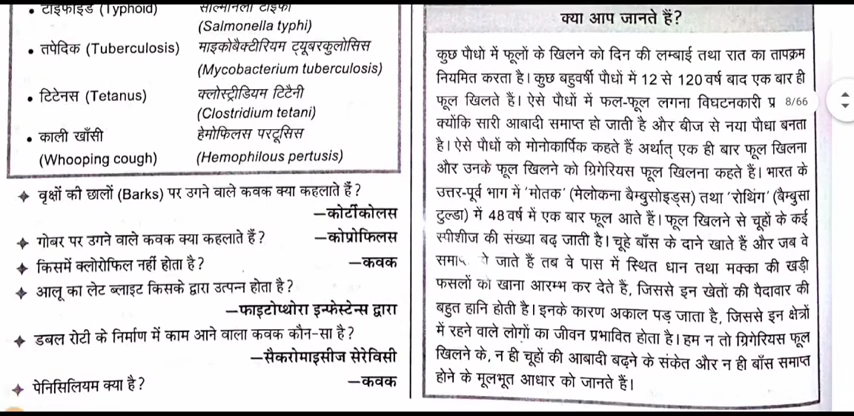 • टाइफाइड (Typhoid) साल्मोनेला टाइफी
(Salmonella typhi)
• तपेदिक (Tuberculosis) माइकोबैक्टीरियम ट्यूबरकुलोसिस
(Mycobacterium tuberculosis)
• टिटेनस (Tetanus) क्लोस्ट्रीडियम टिटैनी
(Clostridium tetani)
• काली खाँसी हेमोफिलस परटूसिस
(Whooping cough) (Hemophilous pertusis)
वृक्षों की छालों (Barks) पर उगने वाले कवक क्या कहलाते हैं?
—कोर्टीकोलस
गोबर पर उगने वाले कवक क्या कहलाते हैं? —कोप्रोफिलस
किसमें क्लोरोफिल नहीं होता है? —कवक
आलू का लेट ब्लाइट किसके द्वारा उत्पन्न होता है?
—फाइटोप्थोरा इन्फेस्टेन्स द्वारा
डबल रोटी के निर्माण में काम आने वाला कवक कौन-सा है?
—सैकरोमाइसीज सेरेविसी
पेनिसिलियम क्या है? —कवक
क्या आप जानते हैं?
कुछ पौधो में फूलों के खिलने को दिन की लम्बाई तथा रात का तापक्रम
नियमित करता है। कुछ बहुवर्षी पौधों में 12 से 120 वर्ष बाद एक बार ही
फूल खिलते हैं। ऐसे पौधों में फल-फूल लगना विघटनकारी प्र 8/66
क्योंकि सारी आबादी समाप्त हो जाती है और बीज से नया पौधा बनता
है। ऐसे पौधों को मोनोकार्पिक कहते हैं अर्थात् एक ही बार फूल खिलना
और उनके फूल खिलने को ग्रिगेरियस फूल खिलना कहते हैं। भारत के
उत्तर-पूर्व भाग में 'मोतक' (मेलोकना बैम्बुसोइड्स) तथा 'रोथिंग' (बैम्बुसा
टुल्डा) में 48 वर्ष में एक बार फूल आते हैं। फूल खिलने से चूहों के कई
स्पीशीज की संख्या बढ़ जाती है। चूहे बाँस के दाने खाते हैं और जब वे
जाते हैं तब वे पास में स्थित धान तथा मक्का की खड़ी
फसलों को खाना आरम्भ कर देते हैं, जिससे इन खेतों की पैदावार की
बहुत हानि होती है। इनके कारण अकाल पड़ जाता है, जिससे इन क्षेत्रों
में रहने वाले लोगों का जीवन प्रभावित होता है। हम न तो ग्रिगेरियस फूल
खिलने के, न ही चूहों की आबादी बढ़ने के संकेत और न ही बाँस समाप्त
होने के मूलभूत आधार को जानते हैं।